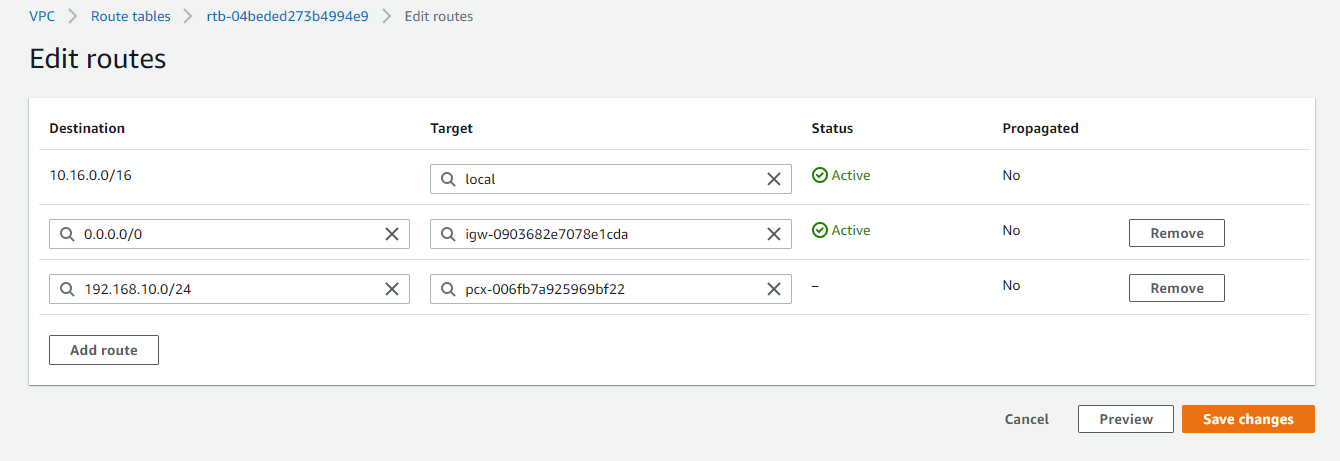 VPC > Route tables > rtb-04beded273b4994e9 > Edit routes
Edit routes
Destination Target Status Propagated
10.16.0.0/16 local Active No
0.0.0.0/0 igw-0903682e7078e1cda Active No Remove
192.168.10.0/24 pcx-006fb7a925969bf22 – No Remove
Add route
Cancel Preview Save changes